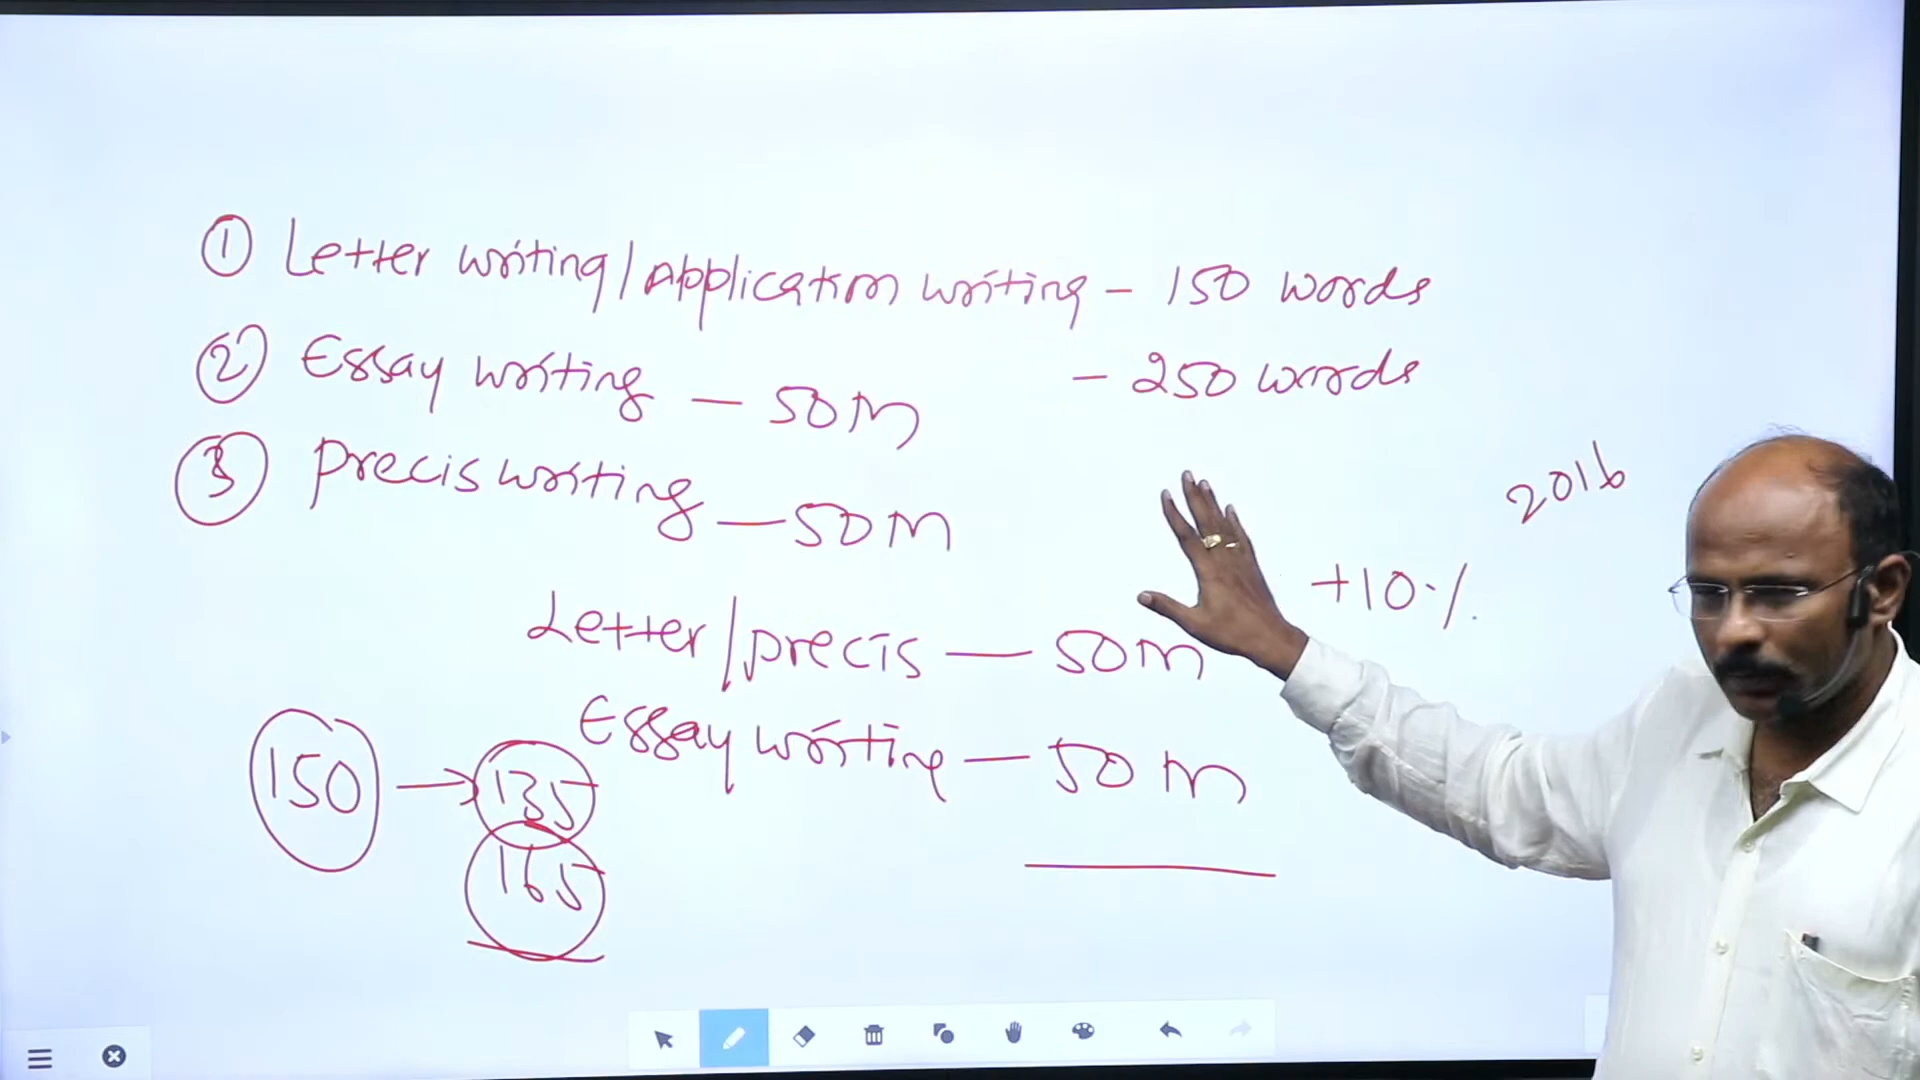 ① Letter writing/Application writing - 150 words
② Essay writing - 50M - 250 words
③ Precis writing - 50M
2016
+10%
Letter/precis - 50m
Essay writing - 50m
150 → 135
165